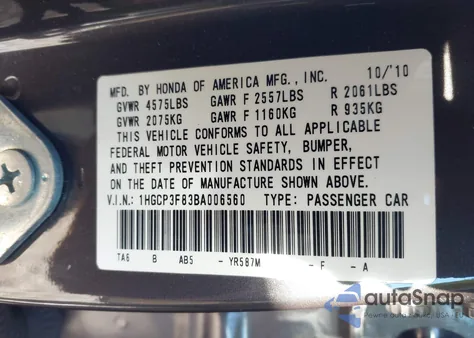 MFD. BY HONDA OF AMERICA MFG., INC. 10/'10
GVWR 4575LBS GAWR F 2557LBS R 2061LBS
GVWR 2075KG GAWR F 1160KG R 935KG
THIS VEHICLE CONFORMS TO ALL APPLICABLE
FEDERAL MOTOR VEHICLE SAFETY, BUMPER,
AND THEFT PREVENTION STANDARDS IN EFFECT
ON THE DATE OF MANUFACTURE SHOWN ABOVE.
V.I.N.: 1HGCP3F83BA006560 TYPE: PASSENGER CAR
TA6 B AB5 - YR587M - F - A
autoSnap